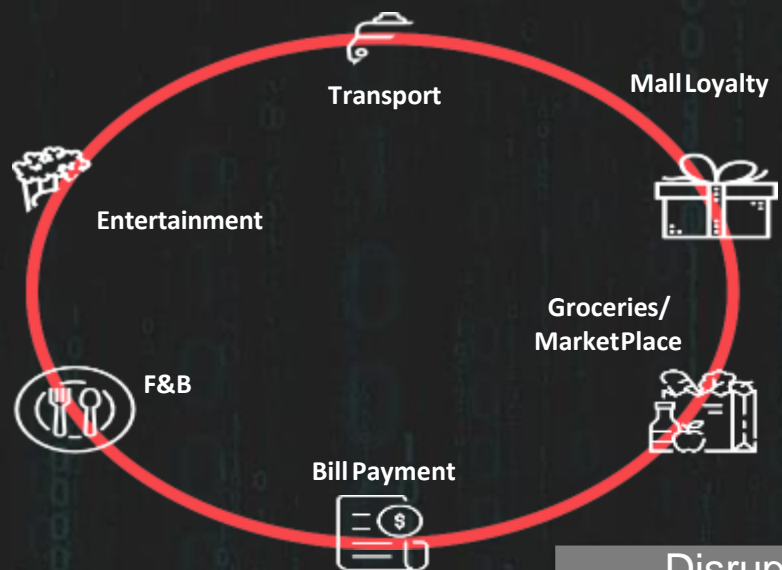 Transport
Mall Loyalty
Entertainment
Groceries/
MarketPlace
F&B
Bill Payment
$